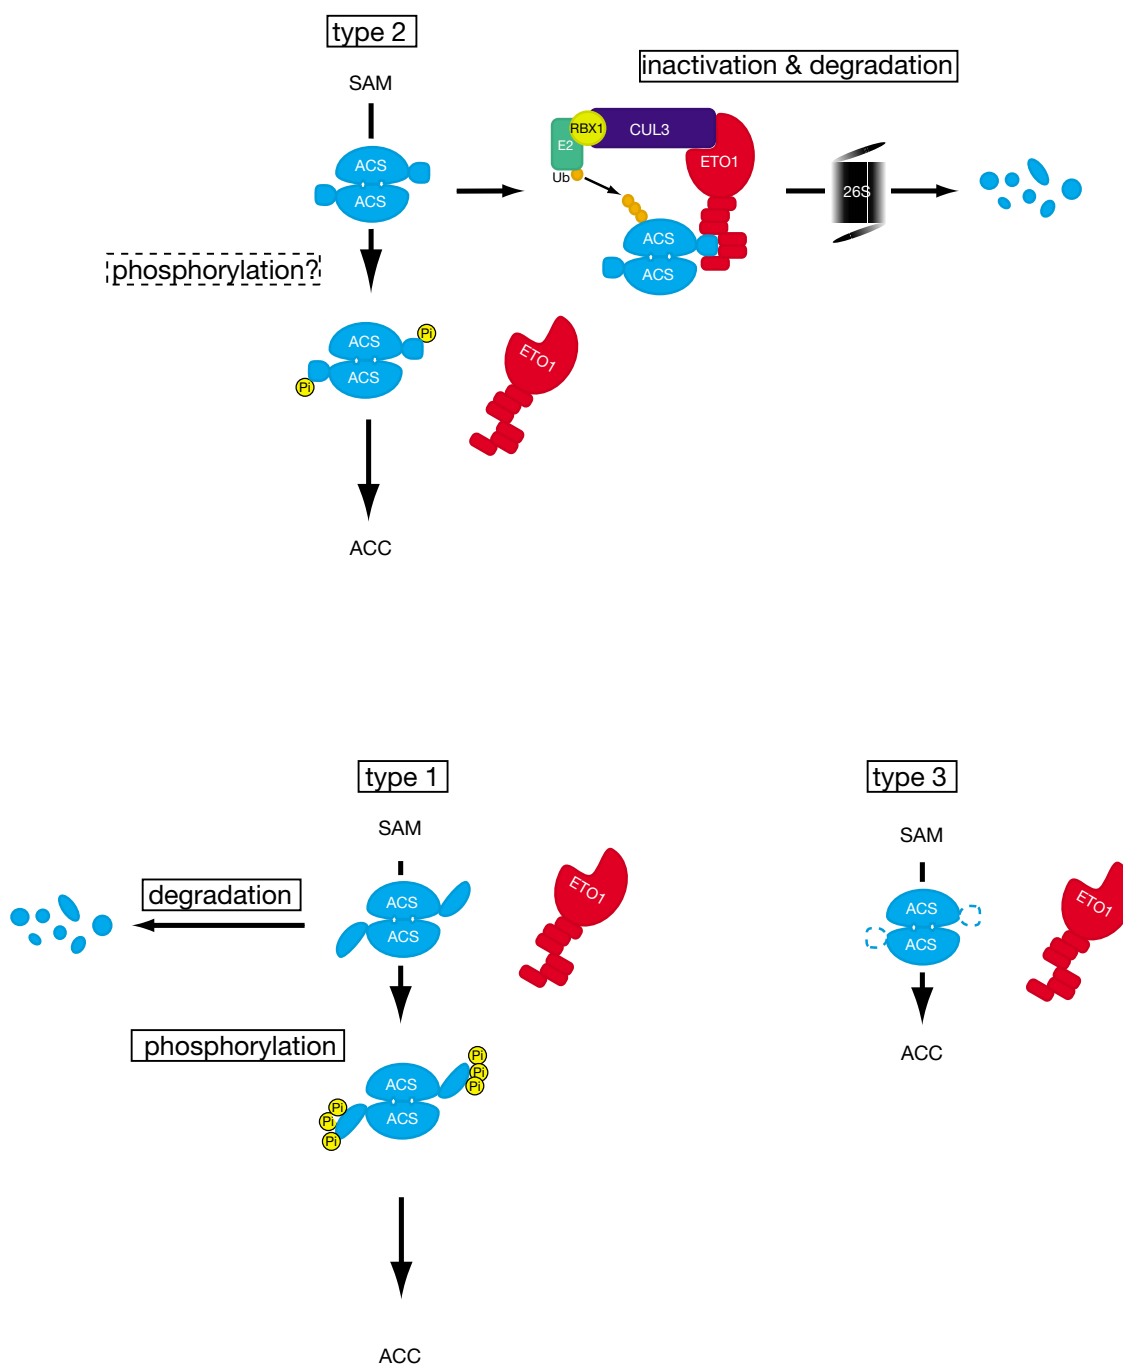 type 2
inactivation & degradation
SAM
RBX1
CUL3
E2
ETO1
Ub
ACS
ACS
26S
ACS
ACS
phosphorylation?
Pi
ACS
ACS
Pi
ETO1
ACC
type 1
type 3
SAM
SAM
degradation
ACS
ACS
ETO1
ACS
ACS
ETO1
phosphorylation
Pi
Pi
Pi
ACS
ACS
Pi
Pi
Pi
ACC
ACC